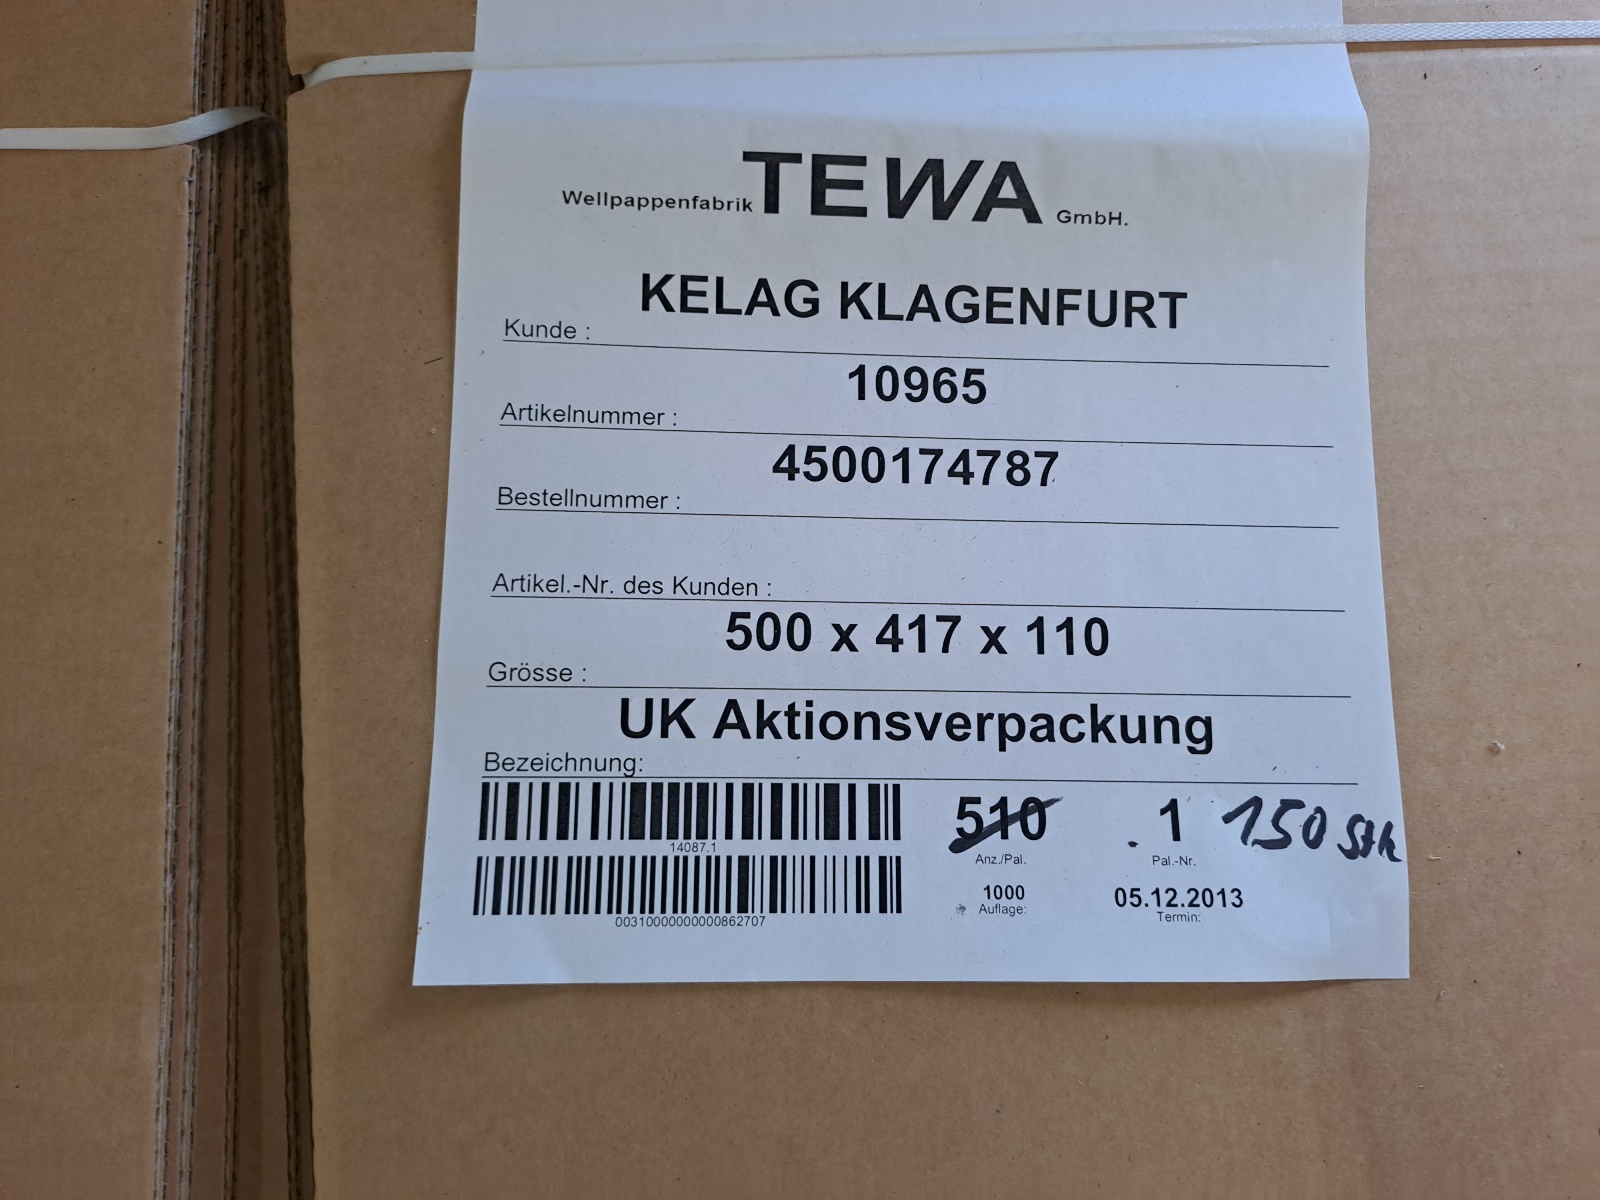 Wellpappenfabrik TEWA GmbH.
KELAG KLAGENFURT
Kunde :
10965
Artikelnummer :
4500174787
Bestellnummer :
Artikel.-Nr. des Kunden :
500 x 417 x 110
Grösse :
UK Aktionsverpackung
Bezeichnung:
510 1 150 Stk
14087.1 Anz./Pal. Pal.-Nr.
1000 05.12.2013
Auflage: Termin:
00310000000000862707